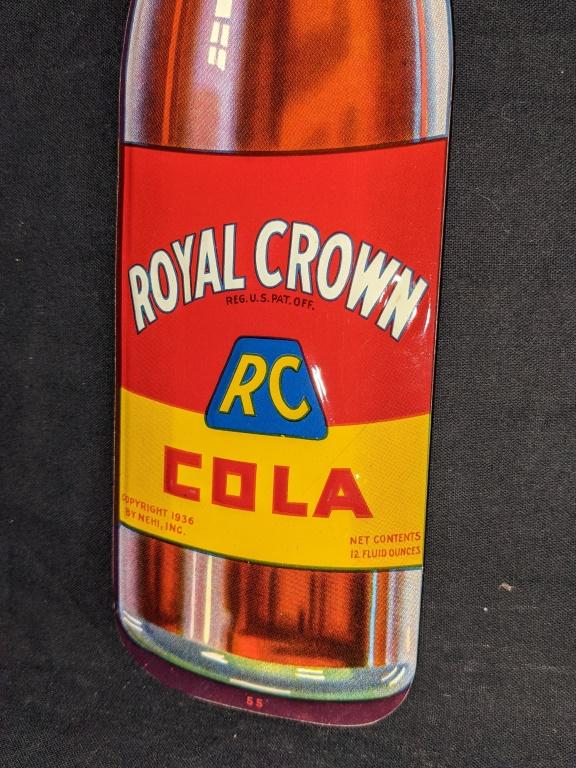 ROYAL CROWN
REG. U.S. PAT. OFF.
RC
COLA
COPYRIGHT 1936
BY NEHI, INC.
NET CONTENTS
12 FLUID OUNCES
55